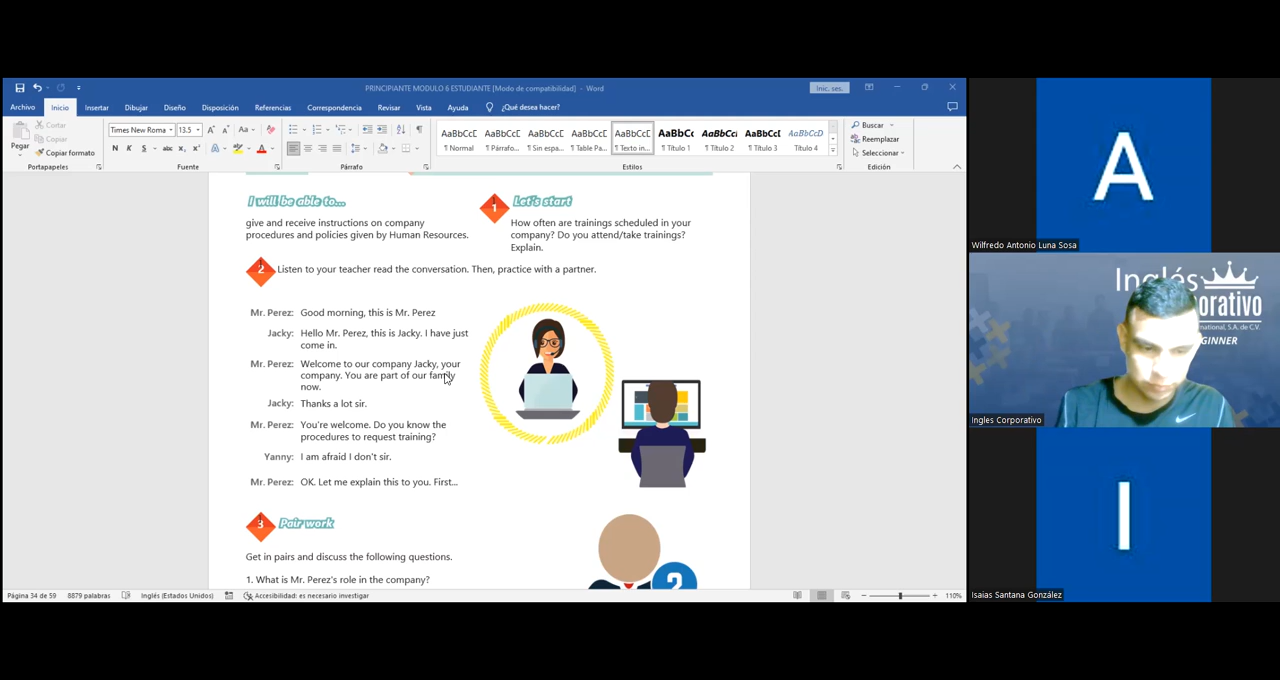 PRINCIPIANTE MODULO 6 ESTUDIANTE [Modo de compatibilidad] - Word
Inic. ses.
Archivo Inicio Insertar Dibujar Diseño Disposición Referencias Correspondencia Revisar Vista Ayuda ¿Qué desea hacer?
Pegar
Cortar
Copiar
Copiar formato
Portapapeles
Times New Roma 13.5
Fuente
Párrafo
AaBbCcD AaBbCcD AaBbCcD AaBbCcD AaBbCcD AaBbCc AaBbCc AaBbCcD AaBbCcD
¶ Normal ¶ Párrafo... ¶ Sin espa... ¶ Table Pa... ¶ Texto in... ¶ Título 1 ¶ Título 2 ¶ Título 3 Título 4
Estilos
Buscar
Reemplazar
Seleccionar
Edición
I will be able to...
give and receive instructions on company
procedures and policies given by Human Resources.
1 Let's start
How often are trainings scheduled in your
company? Do you attend/take trainings?
Explain.
2 Listen to your teacher read the conversation. Then, practice with a partner.
Mr. Perez: Good morning, this is Mr. Perez
Jacky: Hello Mr. Perez, this is Jacky. I have just
come in.
Mr. Perez: Welcome to our company Jacky, your
company. You are part of our family
now.
Jacky: Thanks a lot sir.
Mr. Perez: You're welcome. Do you know the
procedures to request training?
Yanny: I am afraid I don't sir.
Mr. Perez: OK. Let me explain this to you. First...
3 Pair work
Get in pairs and discuss the following questions.
1. What is Mr. Perez's role in the company?
?
Página 34 de 59 8879 palabras Inglés (Estados Unidos) Accesibilidad: es necesario investigar 110%
A
Wilfredo Antonio Luna Sosa
Inglés
orativo
national, S.A. de C.V.
GINNER
Ingles Corporativo
I
Isaias Santana González